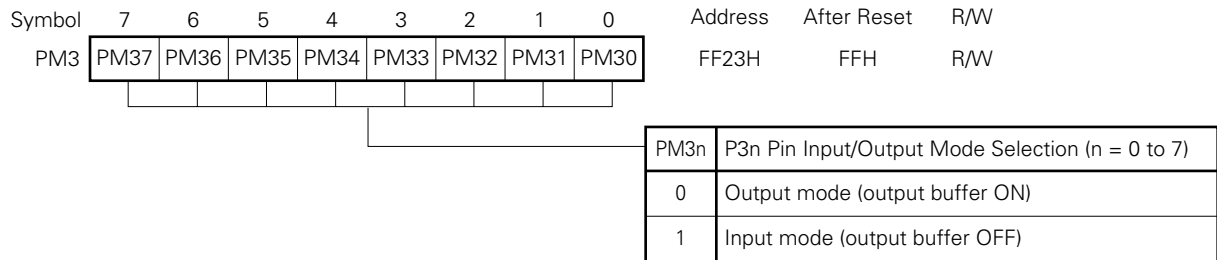 Symbol 7 6 5 4 3 2 1 0 Address After Reset R/W
PM3 PM37 PM36 PM35 PM34 PM33 PM32 PM31 PM30 FF23H FFH R/W
PM3n P3n Pin Input/Output Mode Selection (n = 0 to 7)
0 Output mode (output buffer ON)
1 Input mode (output buffer OFF)